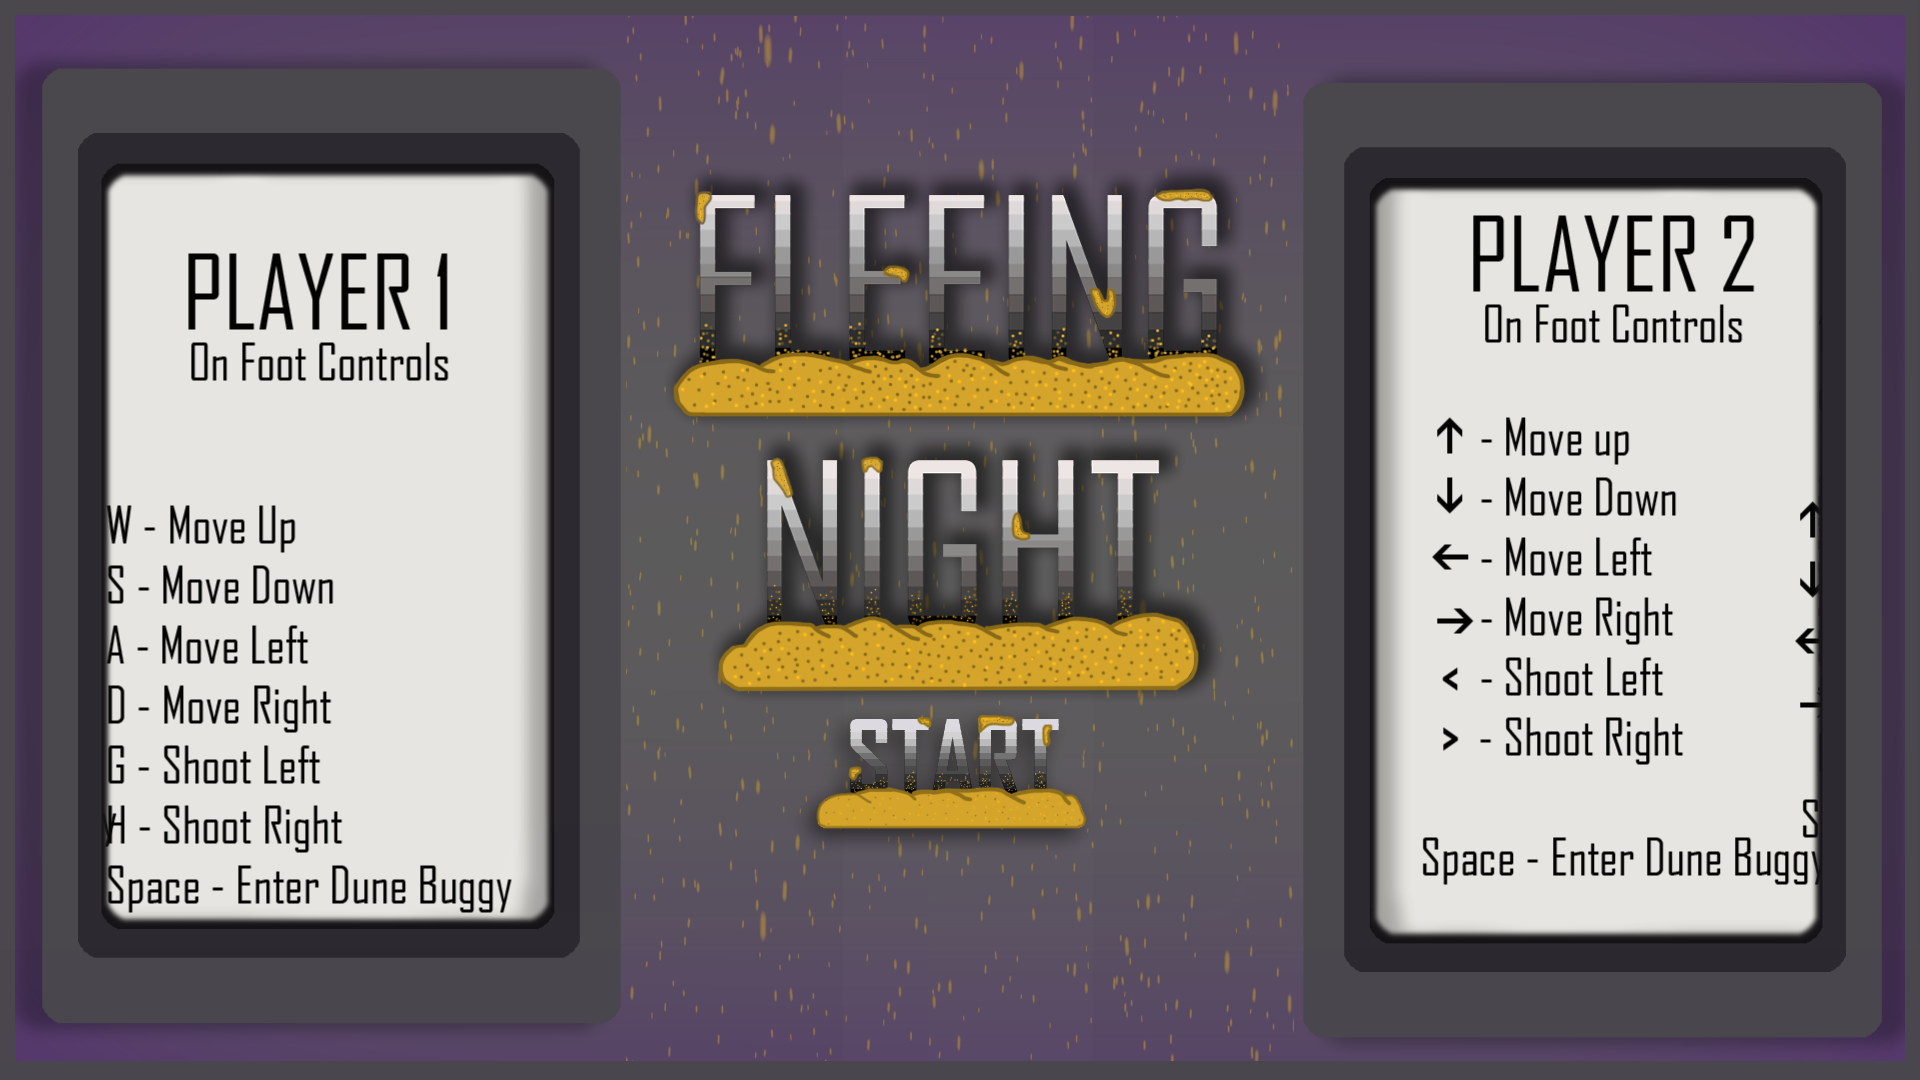 PLAYER 1
On Foot Controls
W - Move Up
S - Move Down
A - Move Left
D - Move Right
G - Shoot Left
H - Shoot Right
Space - Enter Dune Buggy
FLEEING
NIGHT
START
PLAYER 2
On Foot Controls
↑ - Move up
↓ - Move Down
← - Move Left
→ - Move Right
< - Shoot Left
> - Shoot Right
Space - Enter Dune Buggy
↑
↓
←
S